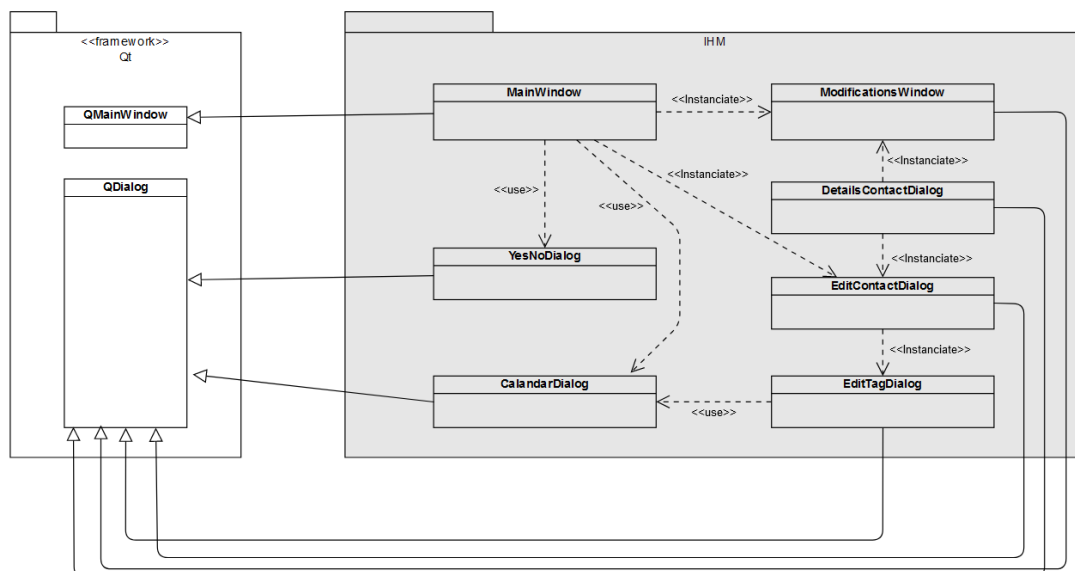 <<framework>>
Qt
QMainWindow
QDialog
IHM
MainWindow
<<Instanciate>>
ModificationsWindow
<<Instanciate>>
<<Instanciate>>
<<use>>
<<use>>
DetailsContactDialog
YesNoDialog
<<Instanciate>>
EditContactDialog
<<Instanciate>>
CalandarDialog
<<use>>
EditTagDialog